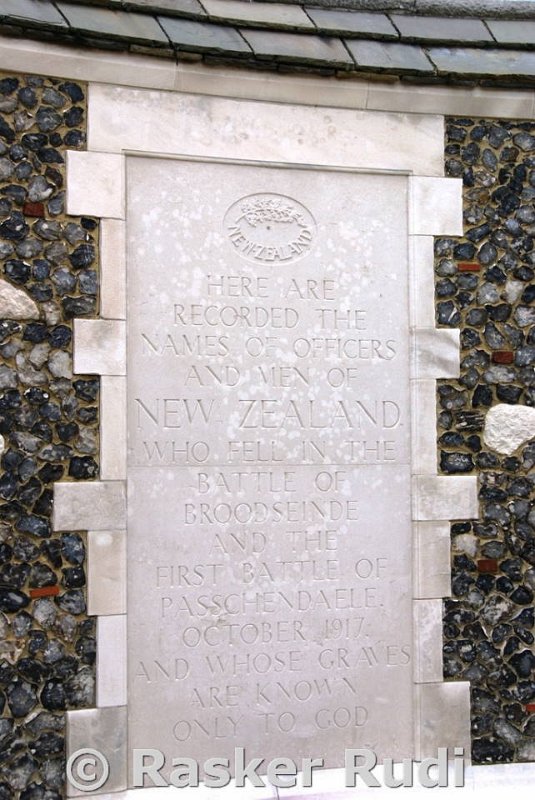 NEW·ZEALAND
HERE ARE
RECORDED THE
NAMES OF OFFICERS
AND MEN OF
NEW ZEALAND
WHO FELL IN THE
BATTLE OF
BROODSEINDE
AND THE
FIRST BATTLE OF
PASSCHENDAELE
OCTOBER 1917,
AND WHOSE GRAVES
ARE KNOWN
ONLY TO GOD
© Rasker Rudi